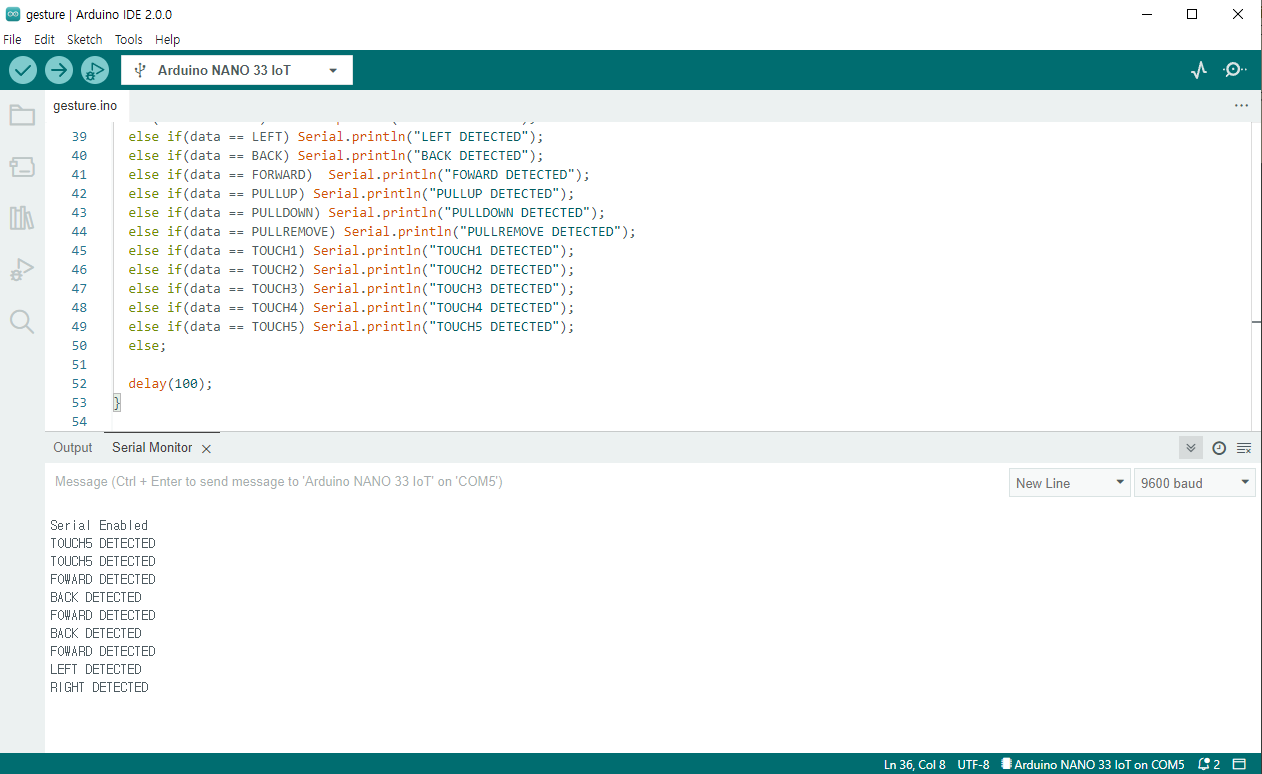 gesture | Arduino IDE 2.0.0
File Edit Sketch Tools Help
Arduino NANO 33 IoT
gesture.ino
39 else if(data == LEFT) Serial.println("LEFT DETECTED");
40 else if(data == BACK) Serial.println("BACK DETECTED");
41 else if(data == FORWARD)  Serial.println("FOWARD DETECTED");
42 else if(data == PULLUP) Serial.println("PULLUP DETECTED");
43 else if(data == PULLDOWN) Serial.println("PULLDOWN DETECTED");
44 else if(data == PULLREMOVE) Serial.println("PULLREMOVE DETECTED");
45 else if(data == TOUCH1) Serial.println("TOUCH1 DETECTED");
46 else if(data == TOUCH2) Serial.println("TOUCH2 DETECTED");
47 else if(data == TOUCH3) Serial.println("TOUCH3 DETECTED");
48 else if(data == TOUCH4) Serial.println("TOUCH4 DETECTED");
49 else if(data == TOUCH5) Serial.println("TOUCH5 DETECTED");
50 else;
51
52 delay(100);
53 }
54
Output Serial Monitor
Message (Ctrl + Enter to send message to 'Arduino NANO 33 IoT' on 'COM5')
New Line 9600 baud
Serial Enabled
TOUCH5 DETECTED
TOUCH5 DETECTED
FOWARD DETECTED
BACK DETECTED
FOWARD DETECTED
BACK DETECTED
FOWARD DETECTED
LEFT DETECTED
RIGHT DETECTED
Ln 36, Col 8 UTF-8 Arduino NANO 33 IoT on COM5 2